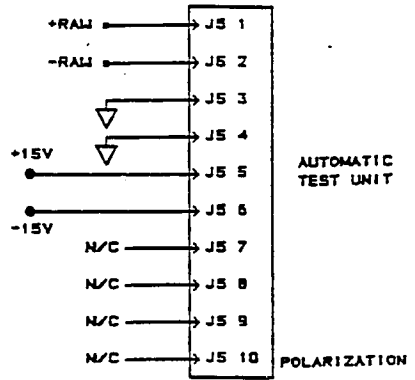 +RAW J5 1
-RAW J5 2
J5 3
J5 4
+15V J5 5
AUTOMATIC
TEST UNIT
J5 6
-15V
N/C J5 7
N/C J5 8
N/C J5 9
N/C J5 10 POLARIZATION